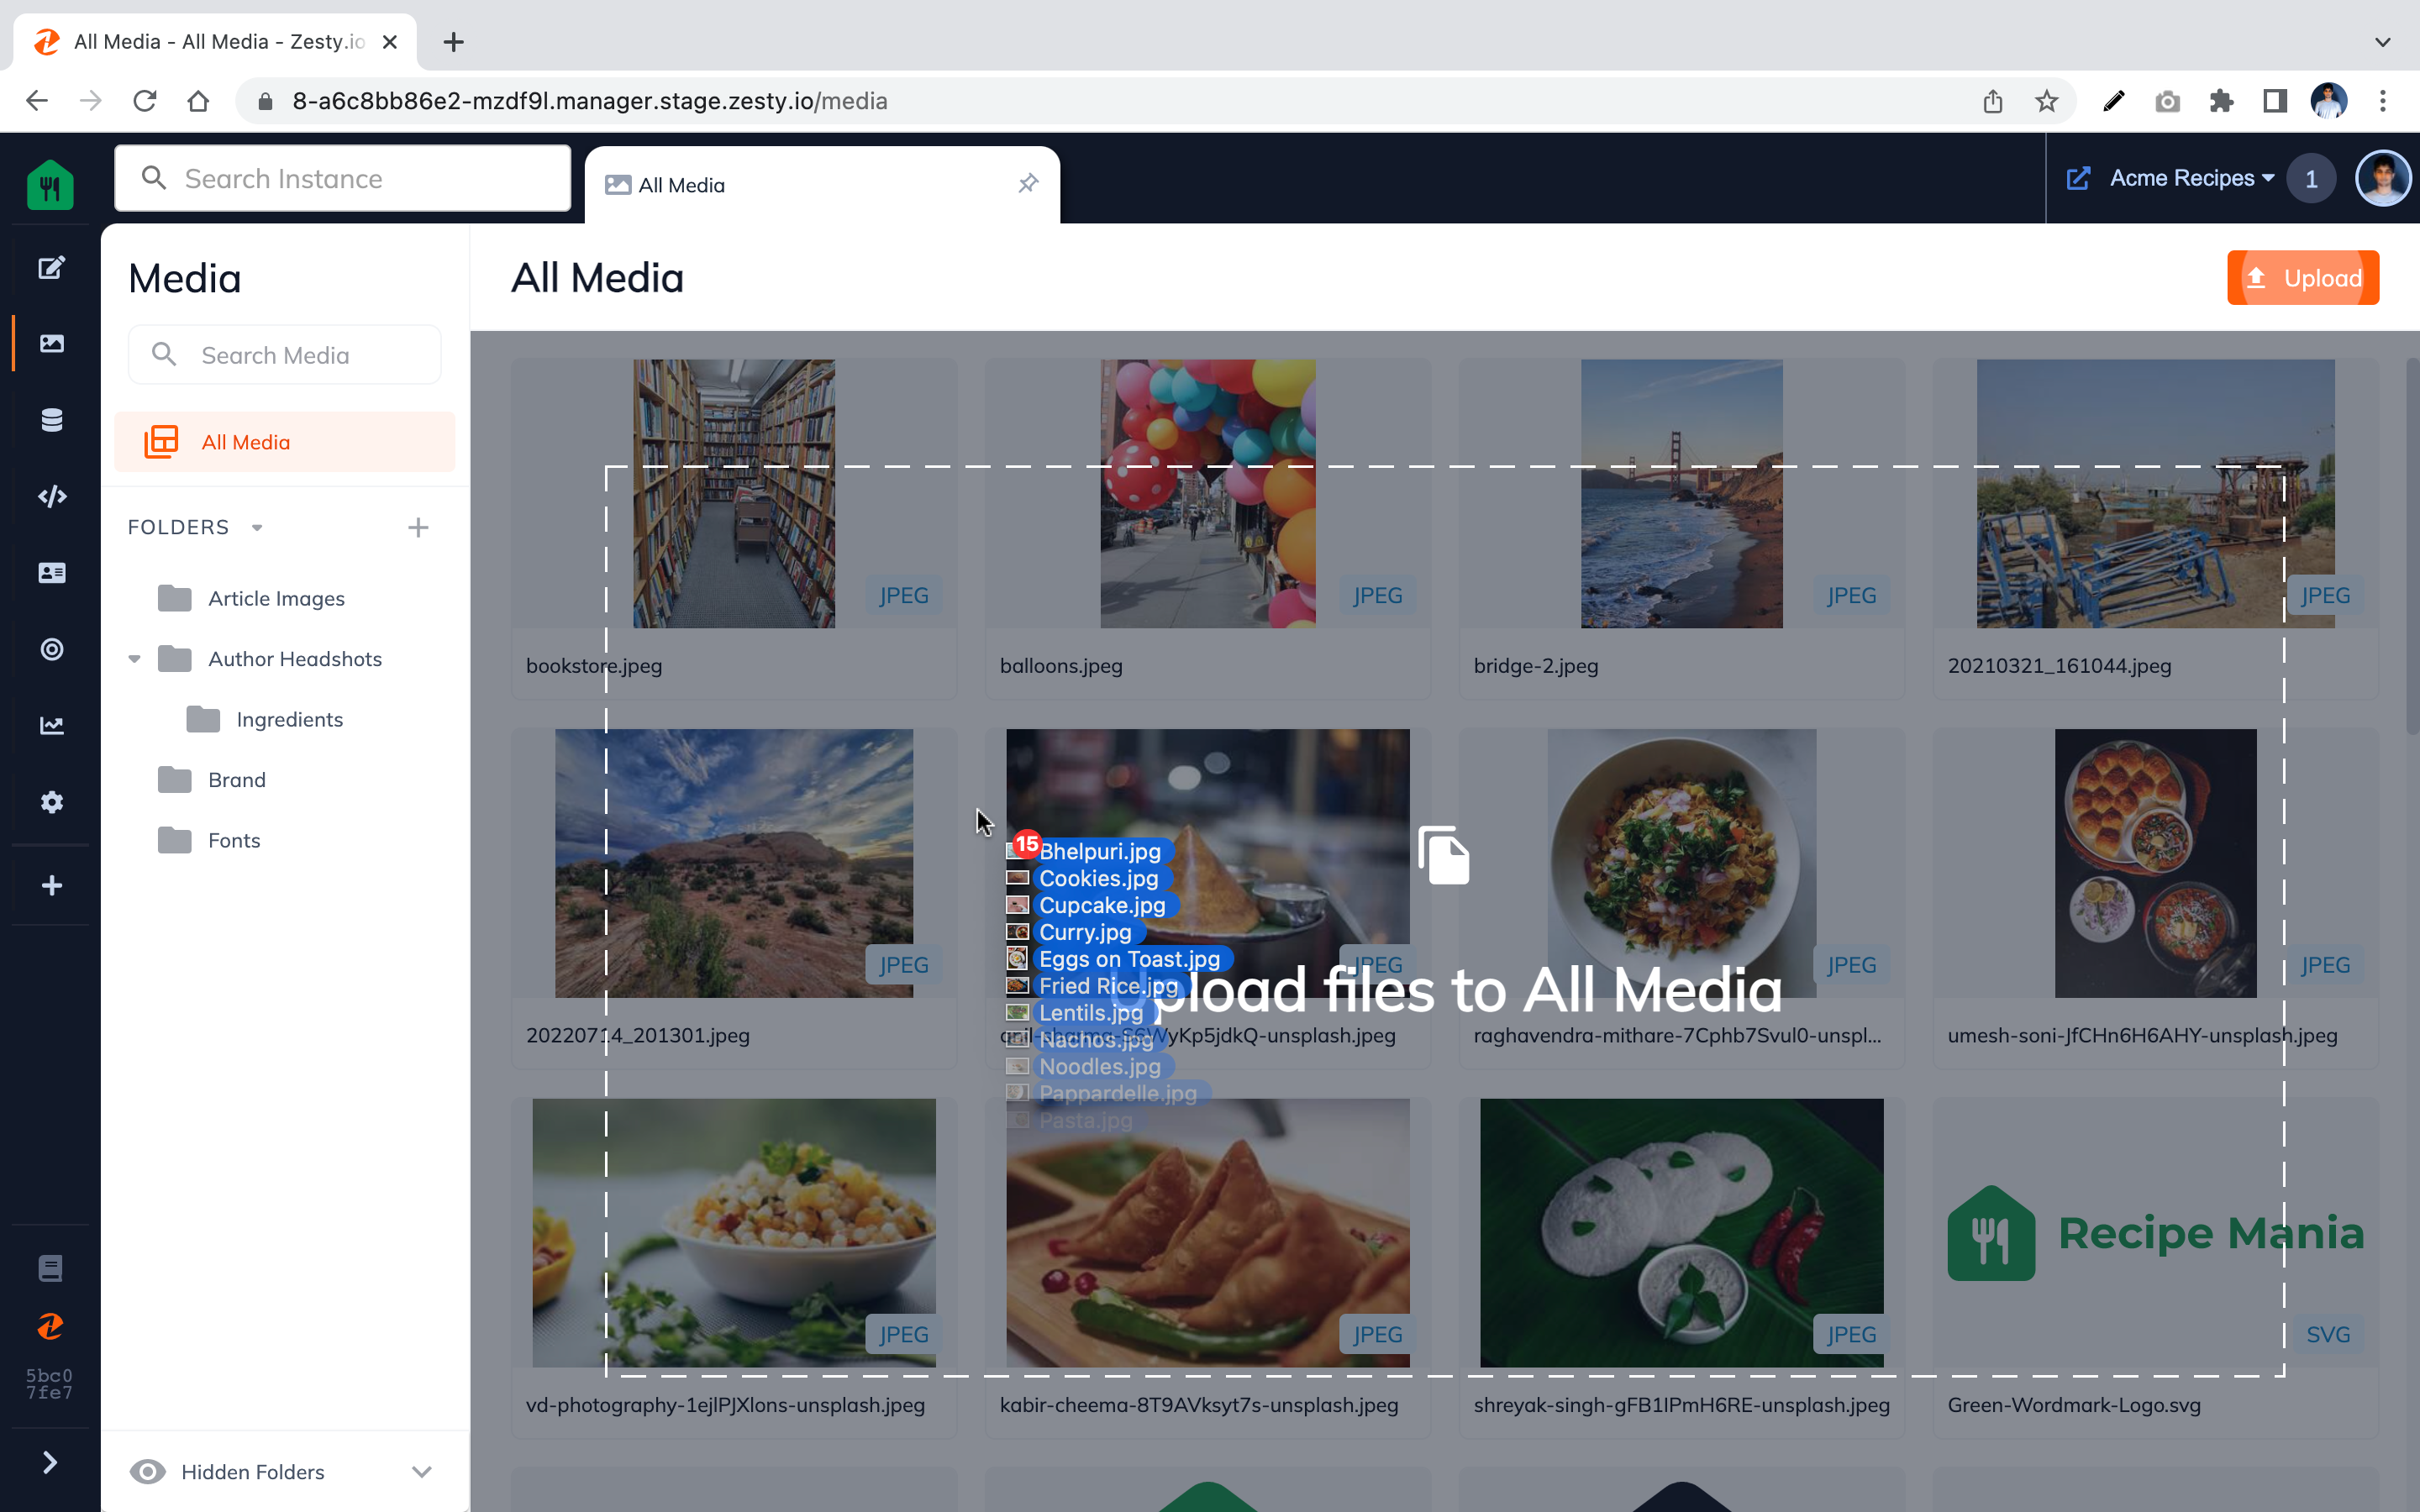 All Media - All Media - Zesty.io
8-a6c8bb86e2-mzdf9l.manager.stage.zesty.io/media
Search Instance
All Media
Acme Recipes
1
Media
Search Media
All Media
FOLDERS
Article Images
Author Headshots
Ingredients
Brand
Fonts
5bc0
7fe7
Hidden Folders
All Media
Upload
JPEG
JPEG
JPEG
JPEG
bookstore.jpeg
balloons.jpeg
bridge-2.jpeg
20210321_161044.jpeg
15
Bhelpuri.jpg
Cookies.jpg
Cupcake.jpg
Curry.jpg
Eggs on Toast.jpg
Fried Rice.jpg
Lentils.jpg
Nachos.jpg
Noodles.jpg
Pappardelle.jpg
Pasta.jpg
Upload files to All Media
JPEG
JPEG
JPEG
JPEG
20220714_201301.jpeg
raghavendra-mithare-7Cphb7Svul0-unspl...
umesh-soni-JfCHn6H6AHY-unsplash.jpeg
Recipe Mania
JPEG
JPEG
JPEG
SVG
vd-photography-1ejlPJXlons-unsplash.jpeg
kabir-cheema-8T9AVksyt7s-unsplash.jpeg
shreyak-singh-gFB1IPmH6RE-unsplash.jpeg
Green-Wordmark-Logo.svg